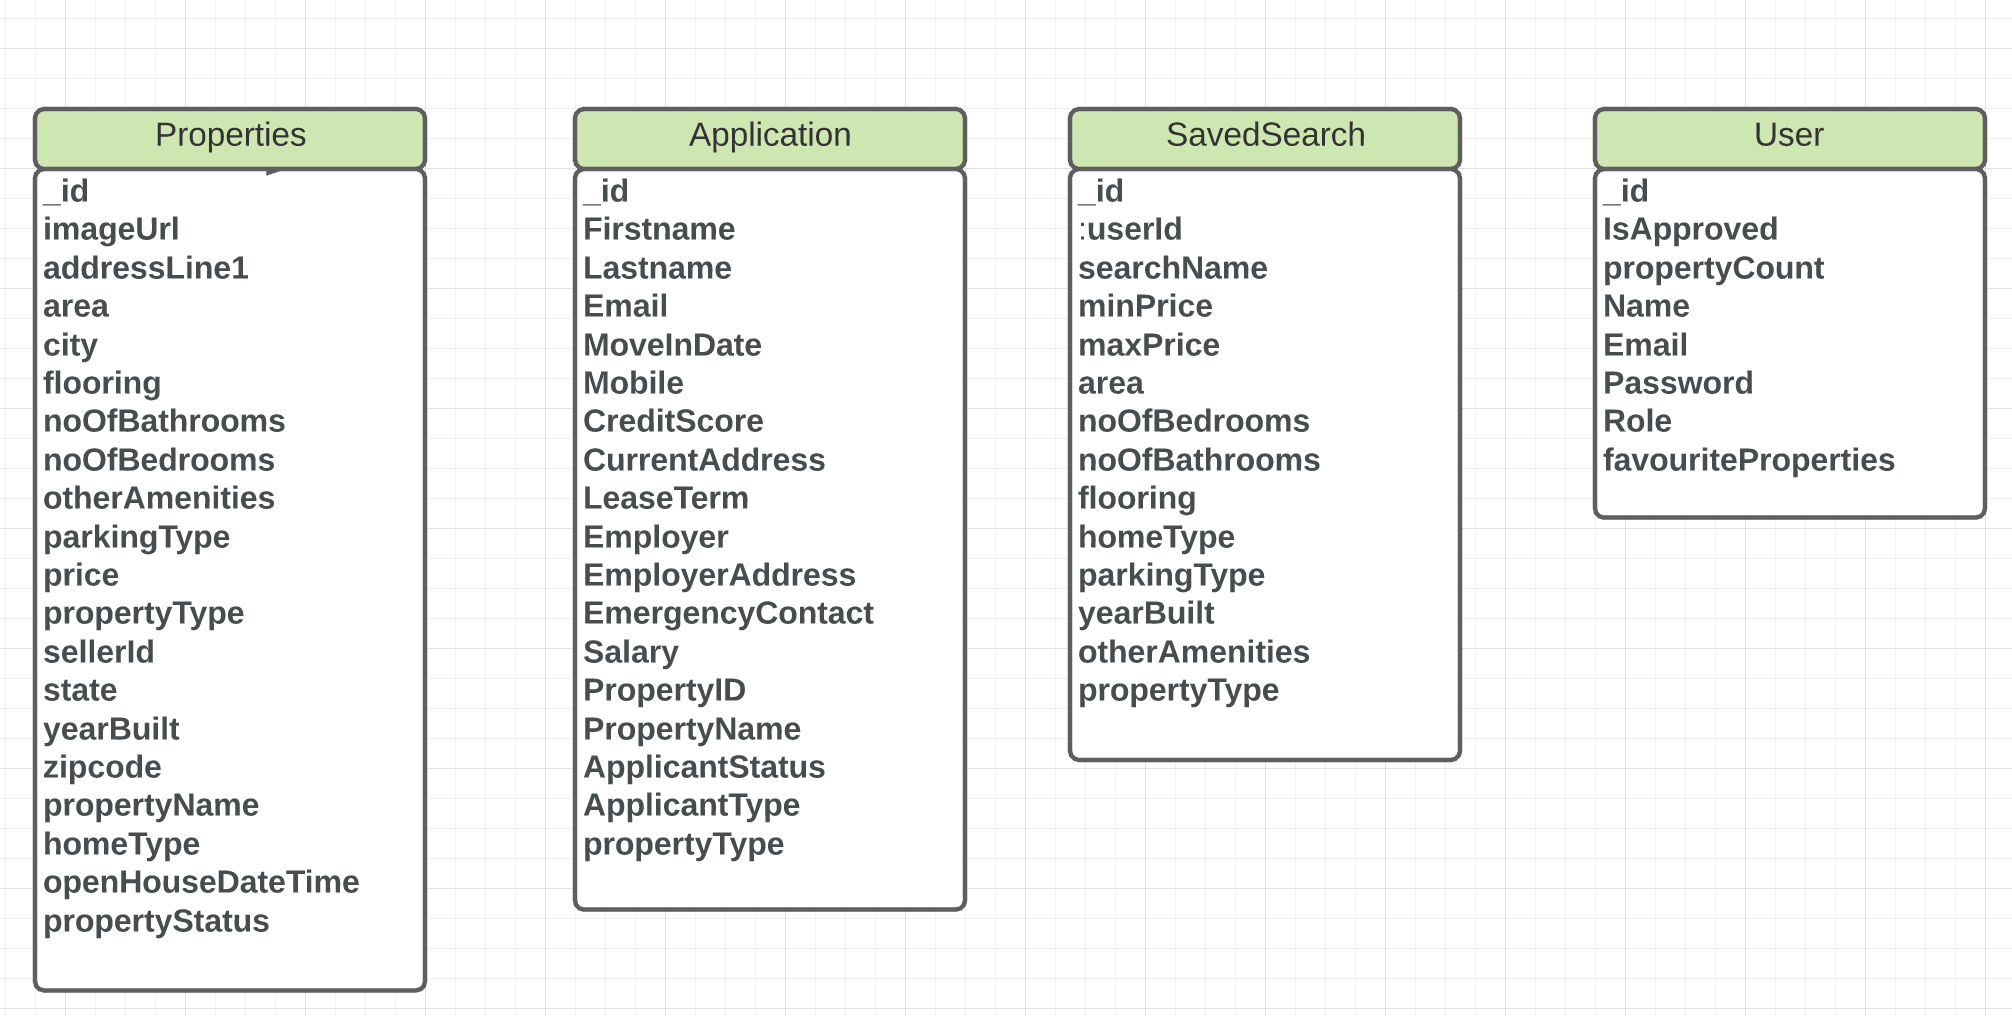 Properties
_id
imageUrl
addressLine1
area
city
flooring
noOfBathrooms
noOfBedrooms
otherAmenities
parkingType
price
propertyType
sellerId
state
yearBuilt
zipcode
propertyName
homeType
openHouseDateTime
propertyStatus
Application
_id
Firstname
Lastname
Email
MoveInDate
Mobile
CreditScore
CurrentAddress
LeaseTerm
Employer
EmployerAddress
EmergencyContact
Salary
PropertyID
PropertyName
ApplicantStatus
ApplicantType
propertyType
SavedSearch
_id
:userId
searchName
minPrice
maxPrice
area
noOfBedrooms
noOfBathrooms
flooring
homeType
parkingType
yearBuilt
otherAmenities
propertyType
User
_id
IsApproved
propertyCount
Name
Email
Password
Role
favouriteProperties